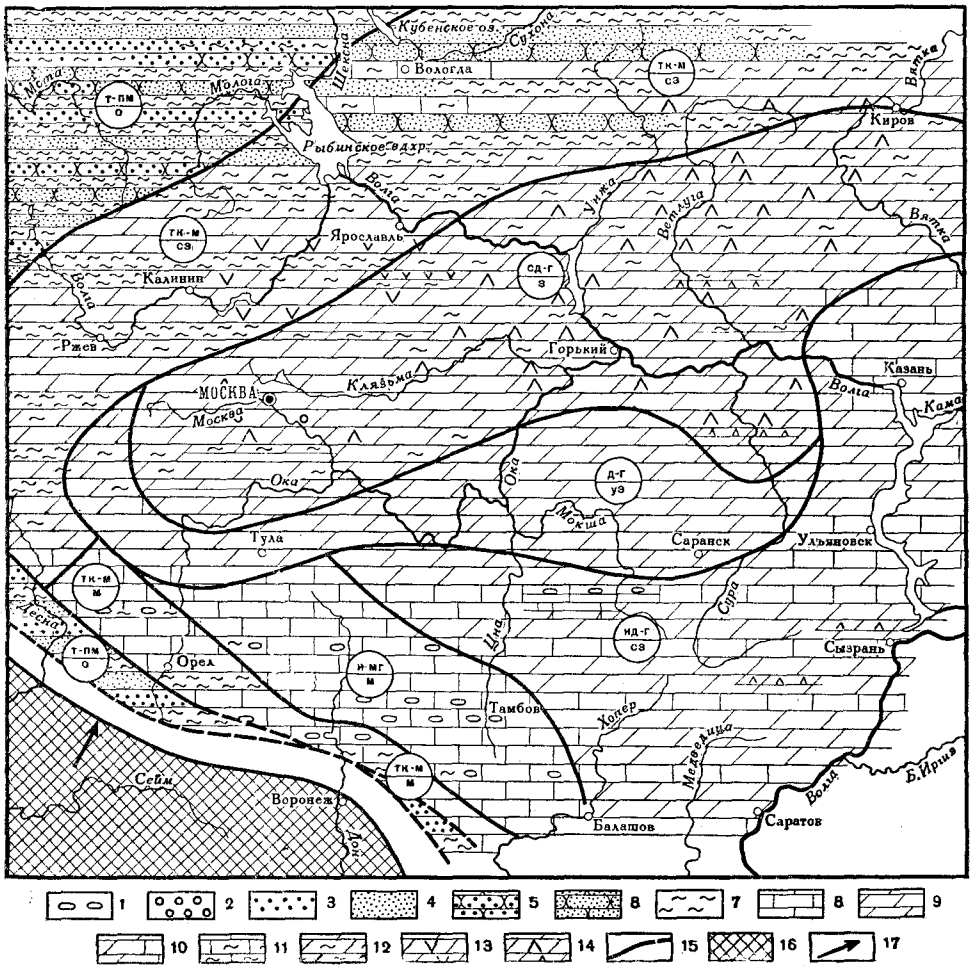 Кубенское оз.
Сухона
Шексна
Вологда
Молога
Мста
Т-ПМ
О
ТК-М
СЗ
Вятка
Киров
Рыбинское вдхр.
Волга
Унжа
Ветлуга
Вятка
Ярославль
ТК-М
СЗ
Калинин
Волга
СД-Г
З
Ржев
Горький
Казань
Волга
Кама
МОСКВА
Москва
Клязьма
Ока
Ока
Д-Г
УЗ
Мокша
Тула
Саранск
Ульяновск
ТК-М
М
Десна
Цна
Сура
Т-ПМ
О
Орел
И-МГ
М
ИД-Г
СЗ
Сызрань
Тамбов
Хопер
Медведица
Сейм
ТК-М
М
Воронеж
Дон
Балашов
Саратов
Волга
Б. Иргиз
1 2 3 4 5 8 7 8 9
10 11 12 13 14 15 16 17